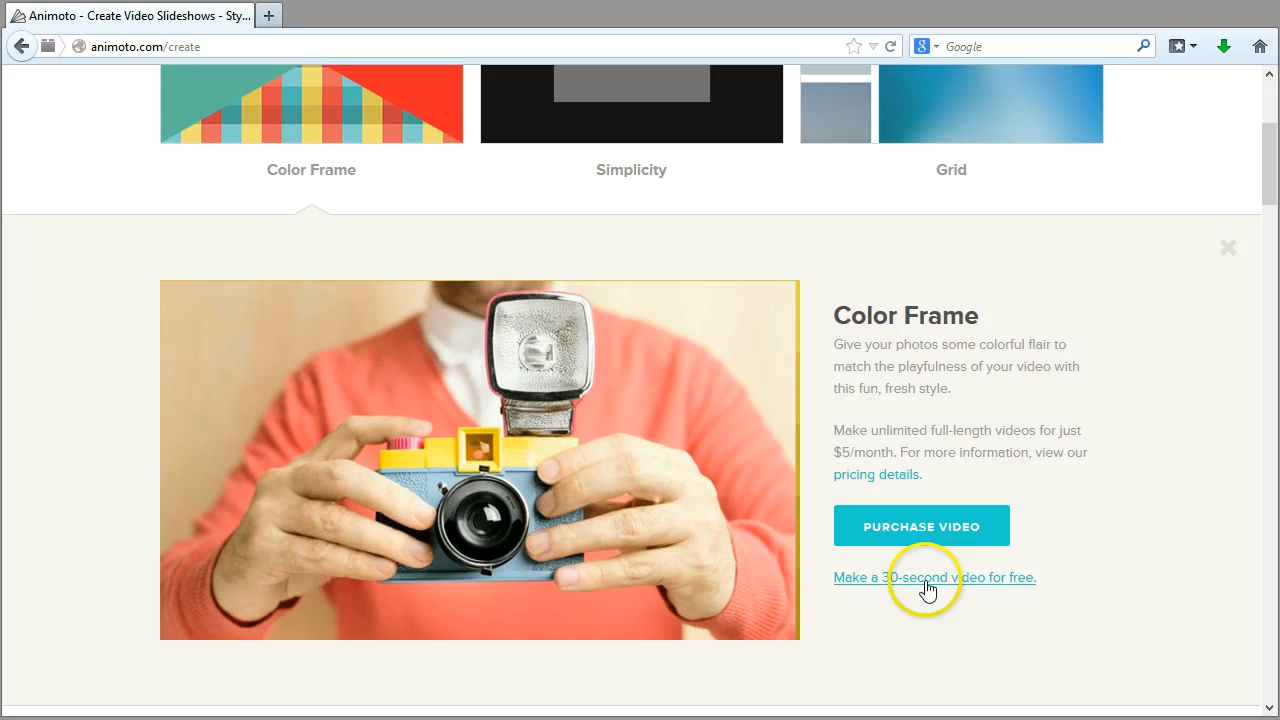 Animoto - Create Video Slideshows - Sty...
animoto.com/create
Google
Color Frame
Simplicity
Grid
Color Frame
Give your photos some colorful flair to
match the playfulness of your video with
this fun, fresh style.
Make unlimited full-length videos for just
$5/month. For more information, view our
pricing details.
PURCHASE VIDEO
Make a 30-second video for free.